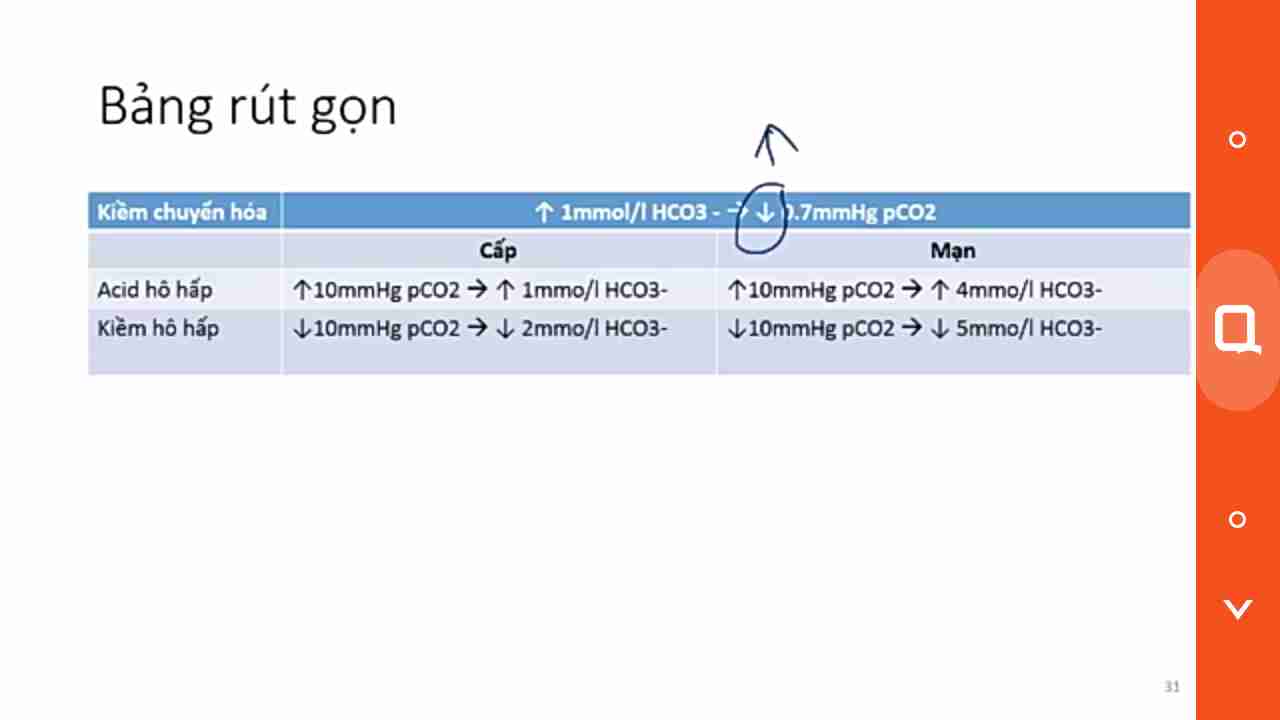 Bảng rút gọn
Kiềm chuyển hóa ↑ 1mmol/l HCO3 - → ↓ 0.7mmHg pCO2
Cấp Mạn
Acid hô hấp ↑10mmHg pCO2 → ↑ 1mmo/l HCO3- ↑10mmHg pCO2 → ↑ 4mmo/l HCO3-
Kiềm hô hấp ↓10mmHg pCO2 → ↓ 2mmo/l HCO3- ↓10mmHg pCO2 → ↓ 5mmo/l HCO3-
31